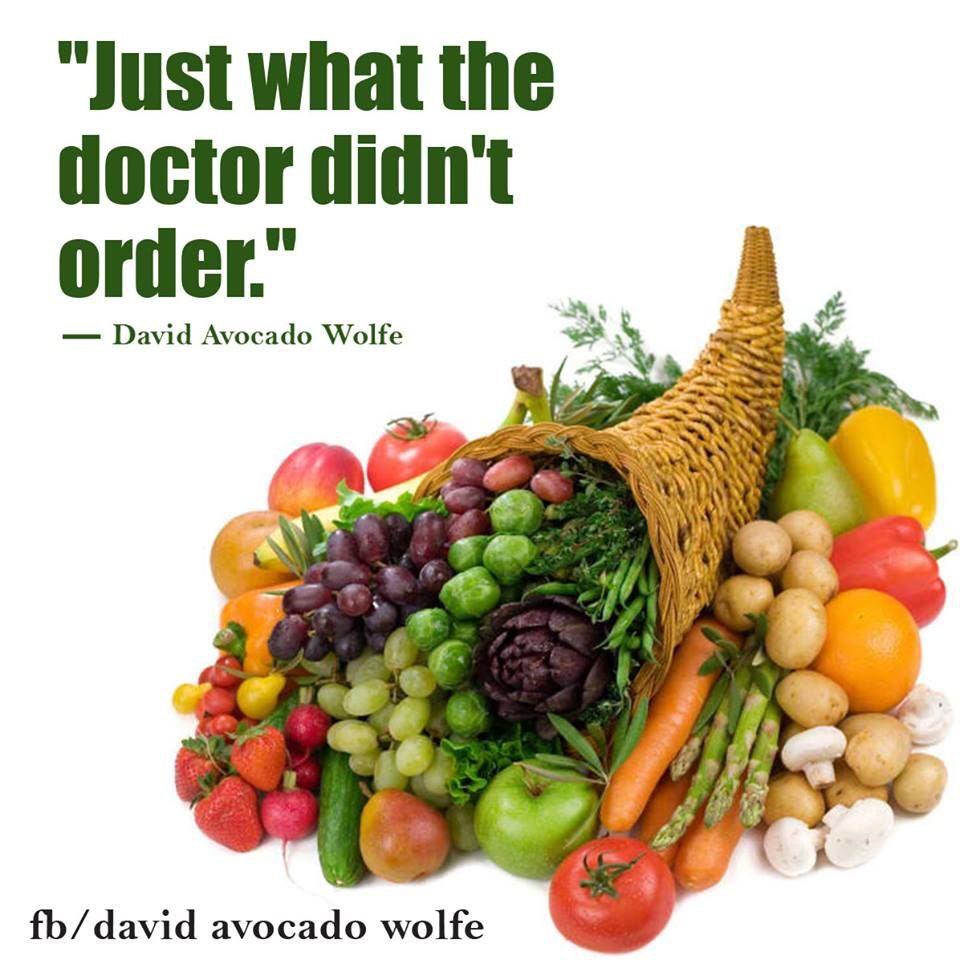 "Just what the
doctor didn't
order."
— David Avocado Wolfe
fb/david avocado wolfe